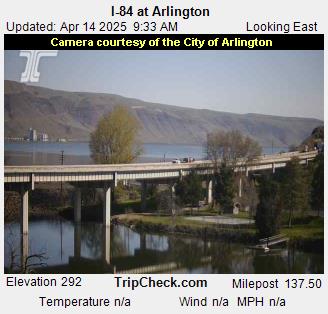 I-84 at Arlington
Updated: Apr 14 2025 9:33 AM Looking East
Camera courtesy of the City of Arlington
Elevation 292 TripCheck.com Milepost 137.50
Temperature n/a Wind n/a MPH n/a